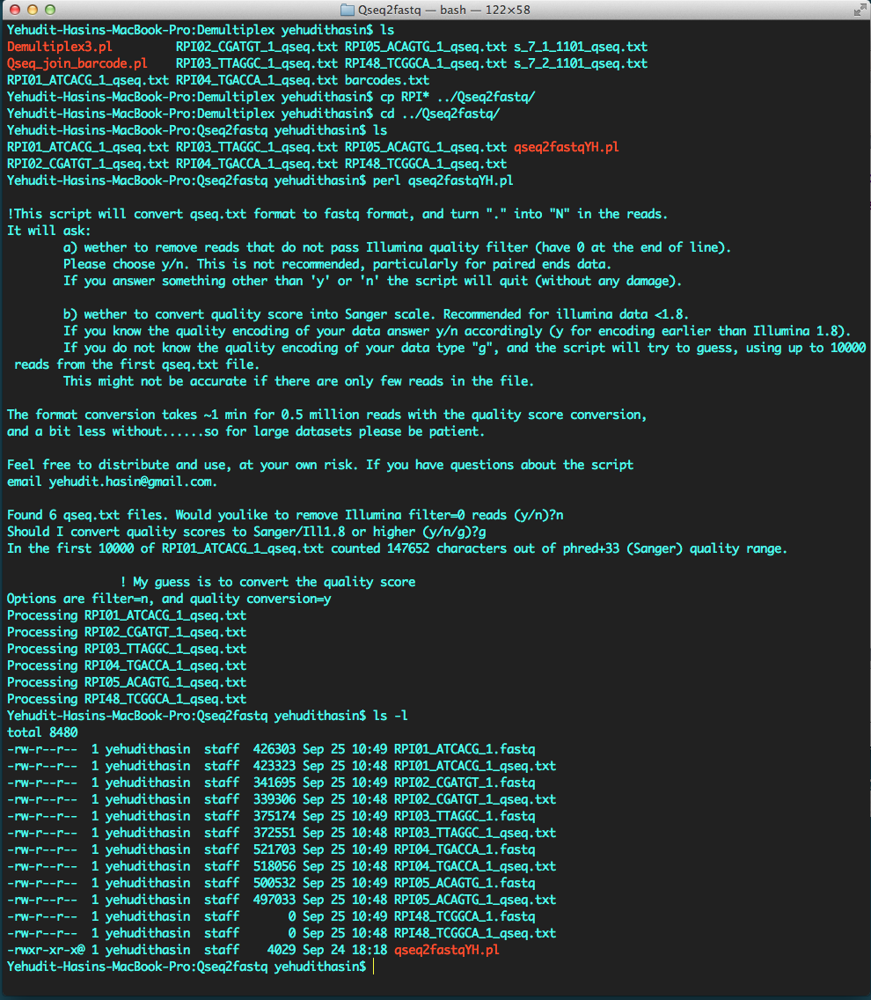 Qseq2fastq — bash — 122×58
Yehudit-Hasins-MacBook-Pro:Demultiplex yehudithasin$ ls
Demultiplex3.pl RPI02_CGATGT_1_qseq.txt RPI05_ACAGTG_1_qseq.txt s_7_1_1101_qseq.txt
Qseq_join_barcode.pl RPI03_TTAGGC_1_qseq.txt RPI48_TCGGCA_1_qseq.txt s_7_2_1101_qseq.txt
RPI01_ATCACG_1_qseq.txt RPI04_TGACCA_1_qseq.txt barcodes.txt
Yehudit-Hasins-MacBook-Pro:Demultiplex yehudithasin$ cp RPI* ../Qseq2fastq/
Yehudit-Hasins-MacBook-Pro:Demultiplex yehudithasin$ cd ../Qseq2fastq/
Yehudit-Hasins-MacBook-Pro:Qseq2fastq yehudithasin$ ls
RPI01_ATCACG_1_qseq.txt RPI03_TTAGGC_1_qseq.txt RPI05_ACAGTG_1_qseq.txt qseq2fastqYH.pl
RPI02_CGATGT_1_qseq.txt RPI04_TGACCA_1_qseq.txt RPI48_TCGGCA_1_qseq.txt
Yehudit-Hasins-MacBook-Pro:Qseq2fastq yehudithasin$ perl qseq2fastqYH.pl
!This script will convert qseq.txt format to fastq format, and turn "." into "N" in the reads.
It will ask:
a) wether to remove reads that do not pass Illumina quality filter (have 0 at the end of line).
Please choose y/n. This is not recommended, particularly for paired ends data.
If you answer something other than 'y' or 'n' the script will quit (without any damage).
b) wether to convert quality score into Sanger scale. Recommended for illumina data <1.8.
If you know the quality encoding of your data answer y/n accordingly (y for encoding earlier than Illumina 1.8).
If you do not know the quality encoding of your data type "g", and the script will try to guess, using up to 10000
reads from the first qseq.txt file.
This might not be accurate if there are only few reads in the file.
The format conversion takes ~1 min for 0.5 million reads with the quality score conversion,
and a bit less without......so for large datasets please be patient.
Feel free to distribute and use, at your own risk. If you have questions about the script
email yehudit.hasin@gmail.com.
Found 6 qseq.txt files. Would youlike to remove Illumina filter=0 reads (y/n)?n
Should I convert quality scores to Sanger/Ill1.8 or higher (y/n/g)?g
In the first 10000 of RPI01_ATCACG_1_qseq.txt counted 147652 characters out of phred+33 (Sanger) quality range.
! My guess is to convert the quality score
Options are filter=n, and quality conversion=y
Processing RPI01_ATCACG_1_qseq.txt
Processing RPI02_CGATGT_1_qseq.txt
Processing RPI03_TTAGGC_1_qseq.txt
Processing RPI04_TGACCA_1_qseq.txt
Processing RPI05_ACAGTG_1_qseq.txt
Processing RPI48_TCGGCA_1_qseq.txt
Yehudit-Hasins-MacBook-Pro:Qseq2fastq yehudithasin$ ls -l
total 8480
-rw-r--r-- 1 yehudithasin staff 426303 Sep 25 10:49 RPI01_ATCACG_1.fastq
-rw-r--r-- 1 yehudithasin staff 423323 Sep 25 10:48 RPI01_ATCACG_1_qseq.txt
-rw-r--r-- 1 yehudithasin staff 341695 Sep 25 10:49 RPI02_CGATGT_1.fastq
-rw-r--r-- 1 yehudithasin staff 339306 Sep 25 10:48 RPI02_CGATGT_1_qseq.txt
-rw-r--r-- 1 yehudithasin staff 375174 Sep 25 10:49 RPI03_TTAGGC_1.fastq
-rw-r--r-- 1 yehudithasin staff 372551 Sep 25 10:48 RPI03_TTAGGC_1_qseq.txt
-rw-r--r-- 1 yehudithasin staff 521703 Sep 25 10:49 RPI04_TGACCA_1.fastq
-rw-r--r-- 1 yehudithasin staff 518056 Sep 25 10:48 RPI04_TGACCA_1_qseq.txt
-rw-r--r-- 1 yehudithasin staff 500532 Sep 25 10:49 RPI05_ACAGTG_1.fastq
-rw-r--r-- 1 yehudithasin staff 497033 Sep 25 10:48 RPI05_ACAGTG_1_qseq.txt
-rw-r--r-- 1 yehudithasin staff 0 Sep 25 10:49 RPI48_TCGGCA_1.fastq
-rw-r--r-- 1 yehudithasin staff 0 Sep 25 10:48 RPI48_TCGGCA_1_qseq.txt
-rwxr-xr-x@ 1 yehudithasin staff 4029 Sep 24 18:18 qseq2fastqYH.pl
Yehudit-Hasins-MacBook-Pro:Qseq2fastq yehudithasin$